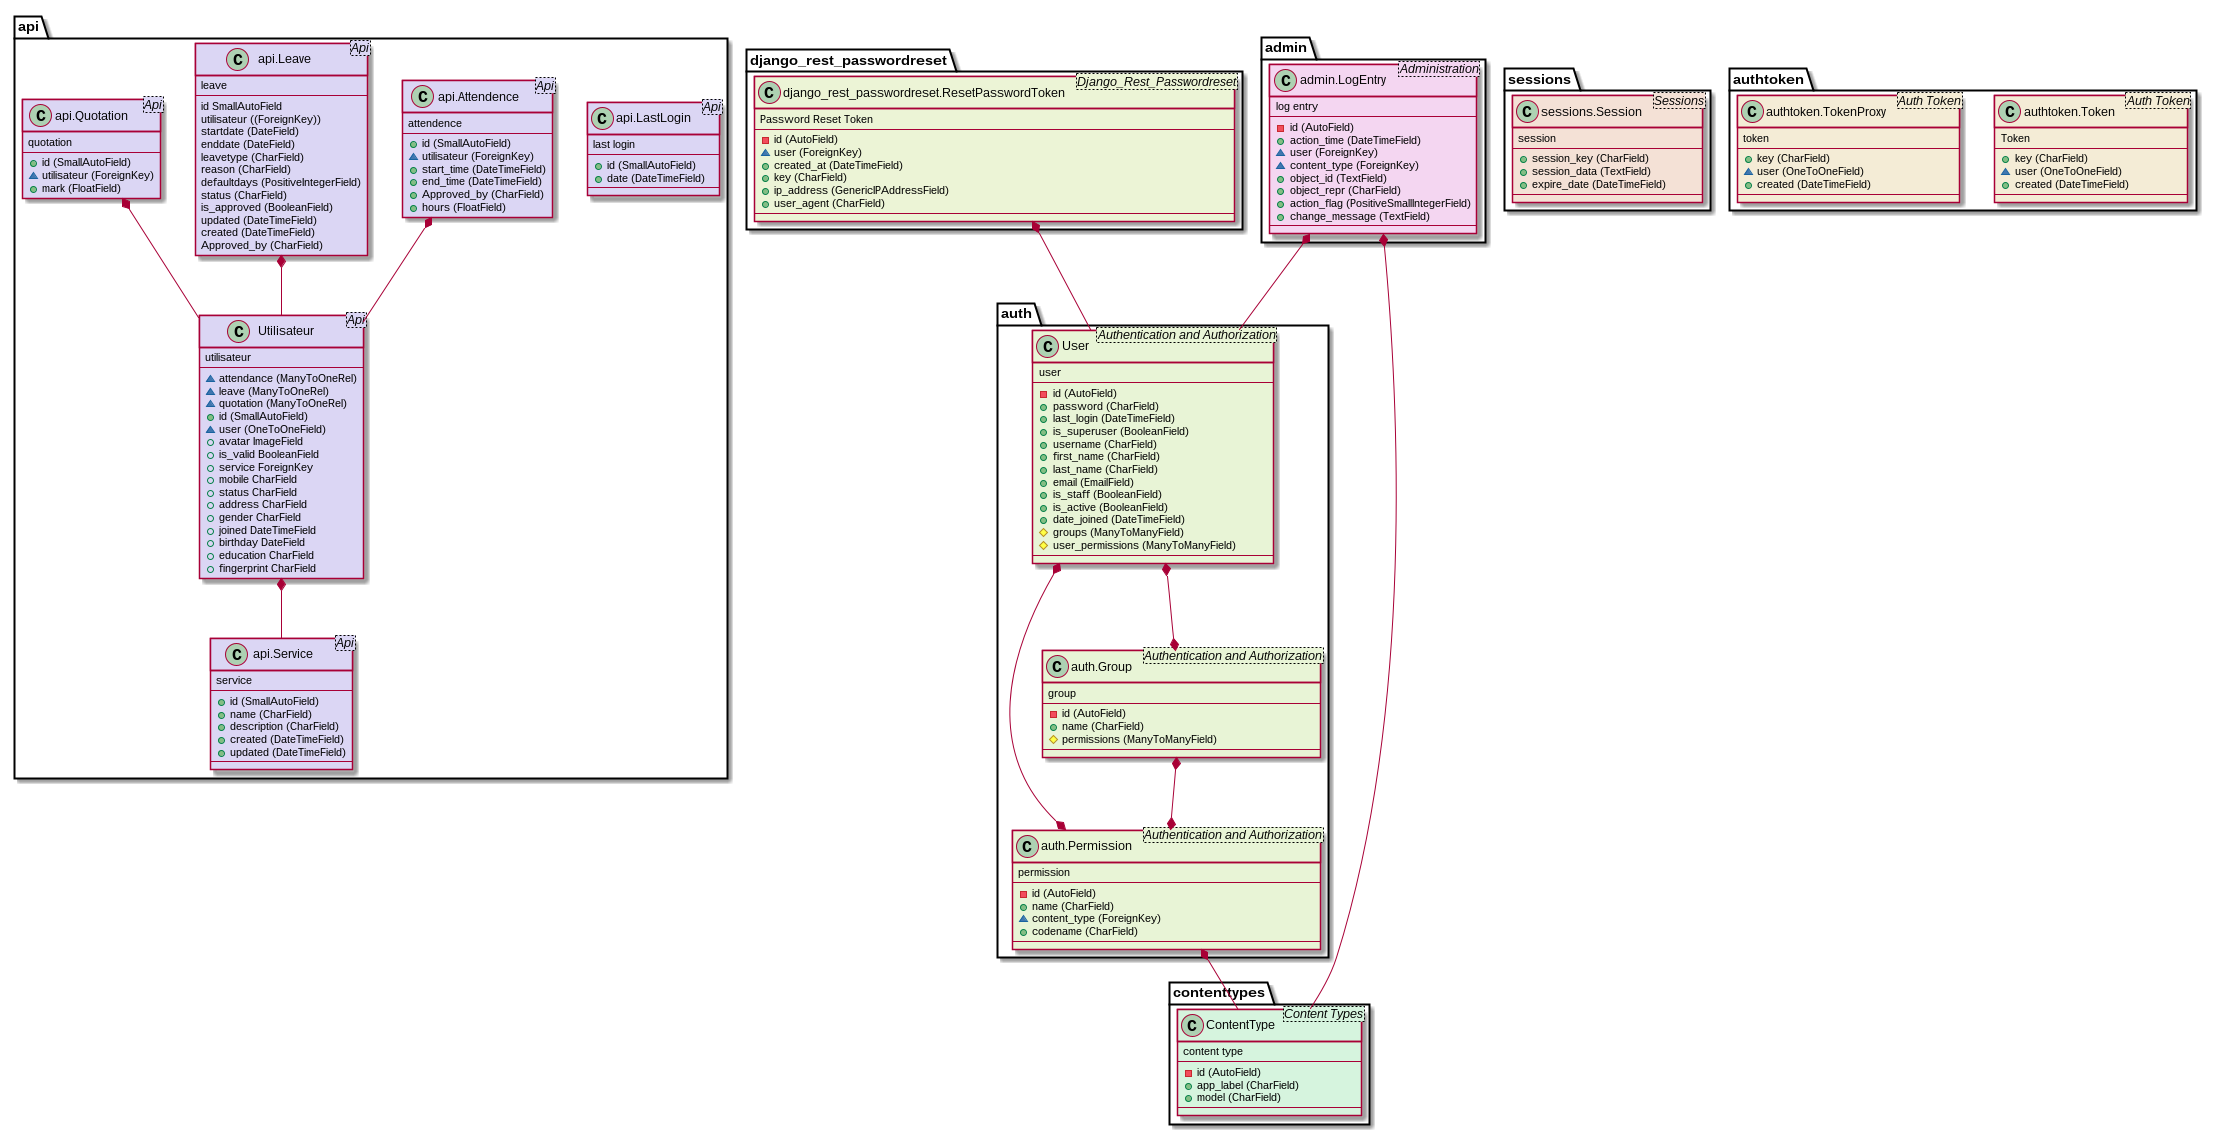 api
Api
C
api.Leave
leave
id SmallAutoField
utilisateur ((ForeignKey))
startdate (DateField)
enddate (DateField)
leavetype (CharField)
reason (CharField)
defaultdays (PositiveIntegerField)
status (CharField)
is_approved (BooleanField)
updated (DateTimeField)
created (DateTimeField)
Approved_by (CharField)
Api
C
api.Quotation
quotation
id (SmallAutoField)
utilisateur (ForeignKey)
mark (FloatField)
Api
C
api.Attendence
attendence
id (SmallAutoField)
utilisateur (ForeignKey)
start_time (DateTimeField)
end_time (DateTimeField)
Approved_by (CharField)
hours (FloatField)
Api
C
api.LastLogin
last login
id (SmallAutoField)
date (DateTimeField)
Api
C
Utilisateur
utilisateur
attendance (ManyToOneRel)
leave (ManyToOneRel)
quotation (ManyToOneRel)
id (SmallAutoField)
user (OneToOneField)
avatar ImageField
is_valid BooleanField
service ForeignKey
mobile CharField
status CharField
address CharField
gender CharField
joined DateTimeField
birthday DateField
education CharField
fingerprint CharField
Api
C
api.Service
service
id (SmallAutoField)
name (CharField)
description (CharField)
created (DateTimeField)
updated (DateTimeField)
django_rest_passwordreset
Django_Rest_Passwordreset
C
django_rest_passwordreset.ResetPasswordToken
Password Reset Token
id (AutoField)
user (ForeignKey)
created_at (DateTimeField)
key (CharField)
ip_address (GenericIPAddressField)
user_agent (CharField)
admin
Administration
C
admin.LogEntry
log entry
id (AutoField)
action_time (DateTimeField)
user (ForeignKey)
content_type (ForeignKey)
object_id (TextField)
object_repr (CharField)
action_flag (PositiveSmallIntegerField)
change_message (TextField)
sessions
Sessions
C
sessions.Session
session
session_key (CharField)
session_data (TextField)
expire_date (DateTimeField)
authtoken
Auth Token
C
authtoken.TokenProxy
token
key (CharField)
user (OneToOneField)
created (DateTimeField)
Auth Token
C
authtoken.Token
Token
key (CharField)
user (OneToOneField)
created (DateTimeField)
auth
Authentication and Authorization
C
User
user
id (AutoField)
password (CharField)
last_login (DateTimeField)
is_superuser (BooleanField)
username (CharField)
first_name (CharField)
last_name (CharField)
email (EmailField)
is_staff (BooleanField)
is_active (BooleanField)
date_joined (DateTimeField)
groups (ManyToManyField)
user_permissions (ManyToManyField)
Authentication and Authorization
C
auth.Group
group
id (AutoField)
name (CharField)
permissions (ManyToManyField)
Authentication and Authorization
C
auth.Permission
permission
id (AutoField)
name (CharField)
content_type (ForeignKey)
codename (CharField)
contenttypes
Content Types
C
ContentType
content type
id (AutoField)
app_label (CharField)
model (CharField)